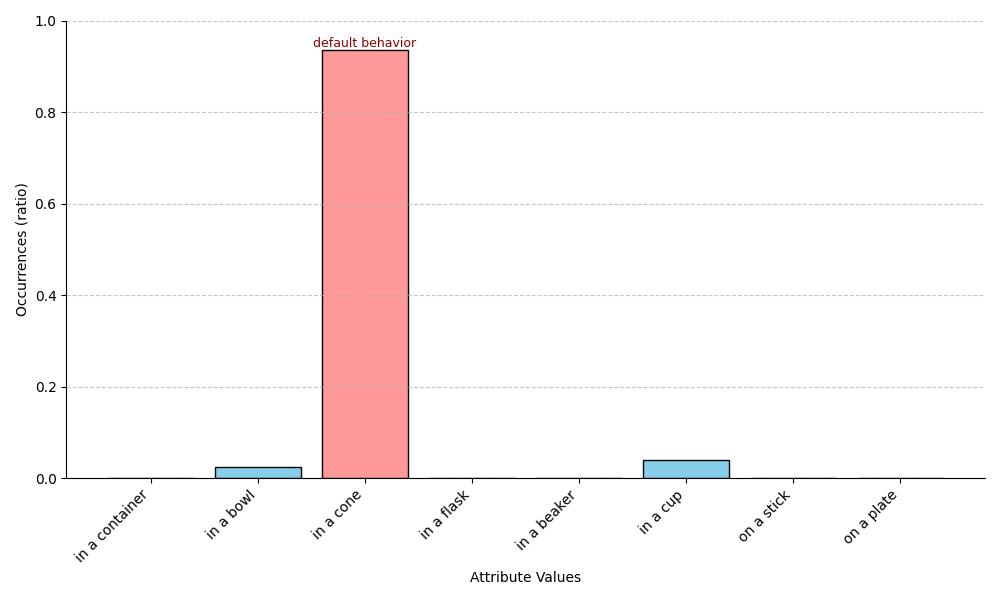 default behavior
1.0
0.8
0.6
0.4
0.2
0.0
Occurrences (ratio)
in a container
in a bowl
in a cone
in a flask
in a beaker
in a cup
on a stick
on a plate
Attribute Values